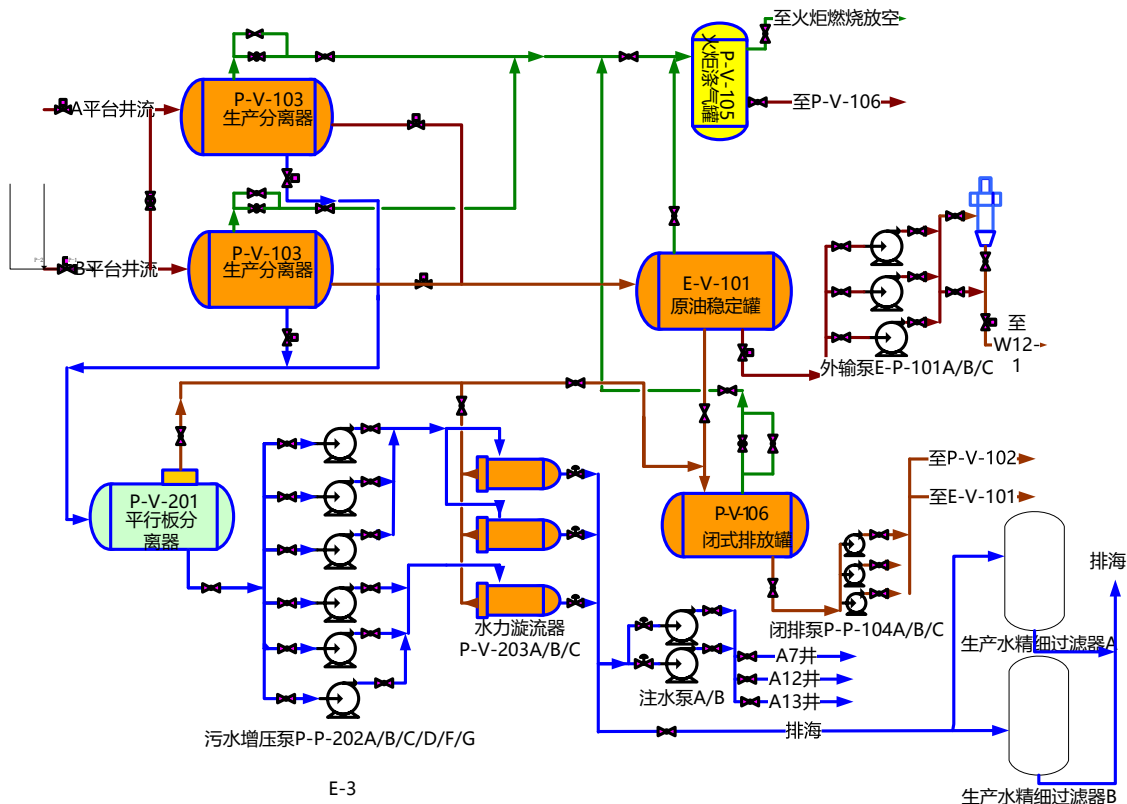 至火炬燃烧放空
P-V-105
火炬涤气罐
至P-V-106
P-V-103
生产分离器
A平台井流
P-V-103
生产分离器
B平台井流
E-V-101
原油稳定罐
至
W12-
1
外输泵E-P-101A/B/C
P-V-201
平行板分
离器
P-V-106
闭式排放罐
至P-V-102
至E-V-101
排海
水力旋流器
P-V-203A/B/C
闭排泵P-P-104A/B/C
生产水精细过滤器A
A7井
A12井
A13井
注水泵A/B
排海
污水增压泵P-P-202A/B/C/D/F/G
E-3
生产水精细过滤器B